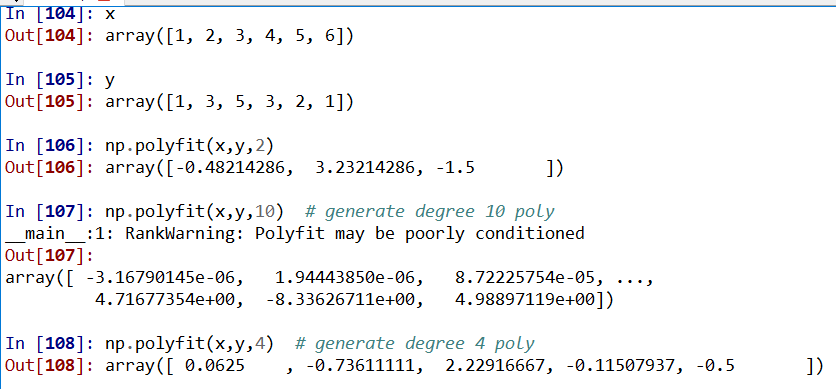 In [104]: x
Out[104]: array([1, 2, 3, 4, 5, 6])
In [105]: y
Out[105]: array([1, 3, 5, 3, 2, 1])
In [106]: np.polyfit(x,y,2)
Out[106]: array([-0.48214286,  3.23214286, -1.5       ])
In [107]: np.polyfit(x,y,10)  # generate degree 10 poly
__main__:1: RankWarning: Polyfit may be poorly conditioned
Out[107]:
array([ -3.16790145e-06,   1.94443850e-06,   8.72225754e-05, ...,
         4.71677354e+00,  -8.33626711e+00,   4.98897119e+00])
In [108]: np.polyfit(x,y,4)  # generate degree 4 poly
Out[108]: array([ 0.0625    , -0.73611111,  2.22916667, -0.11507937, -0.5       ])